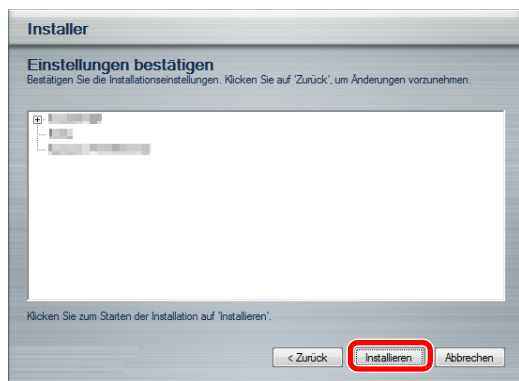 Installer
Einstellungen bestätigen
Bestätigen Sie die Installationseinstellungen. Klicken Sie auf 'Zurück', um Änderungen vorzunehmen.
Klicken Sie zum Starten der Installation auf 'Installieren'.
< Zurück Installieren Abbrechen